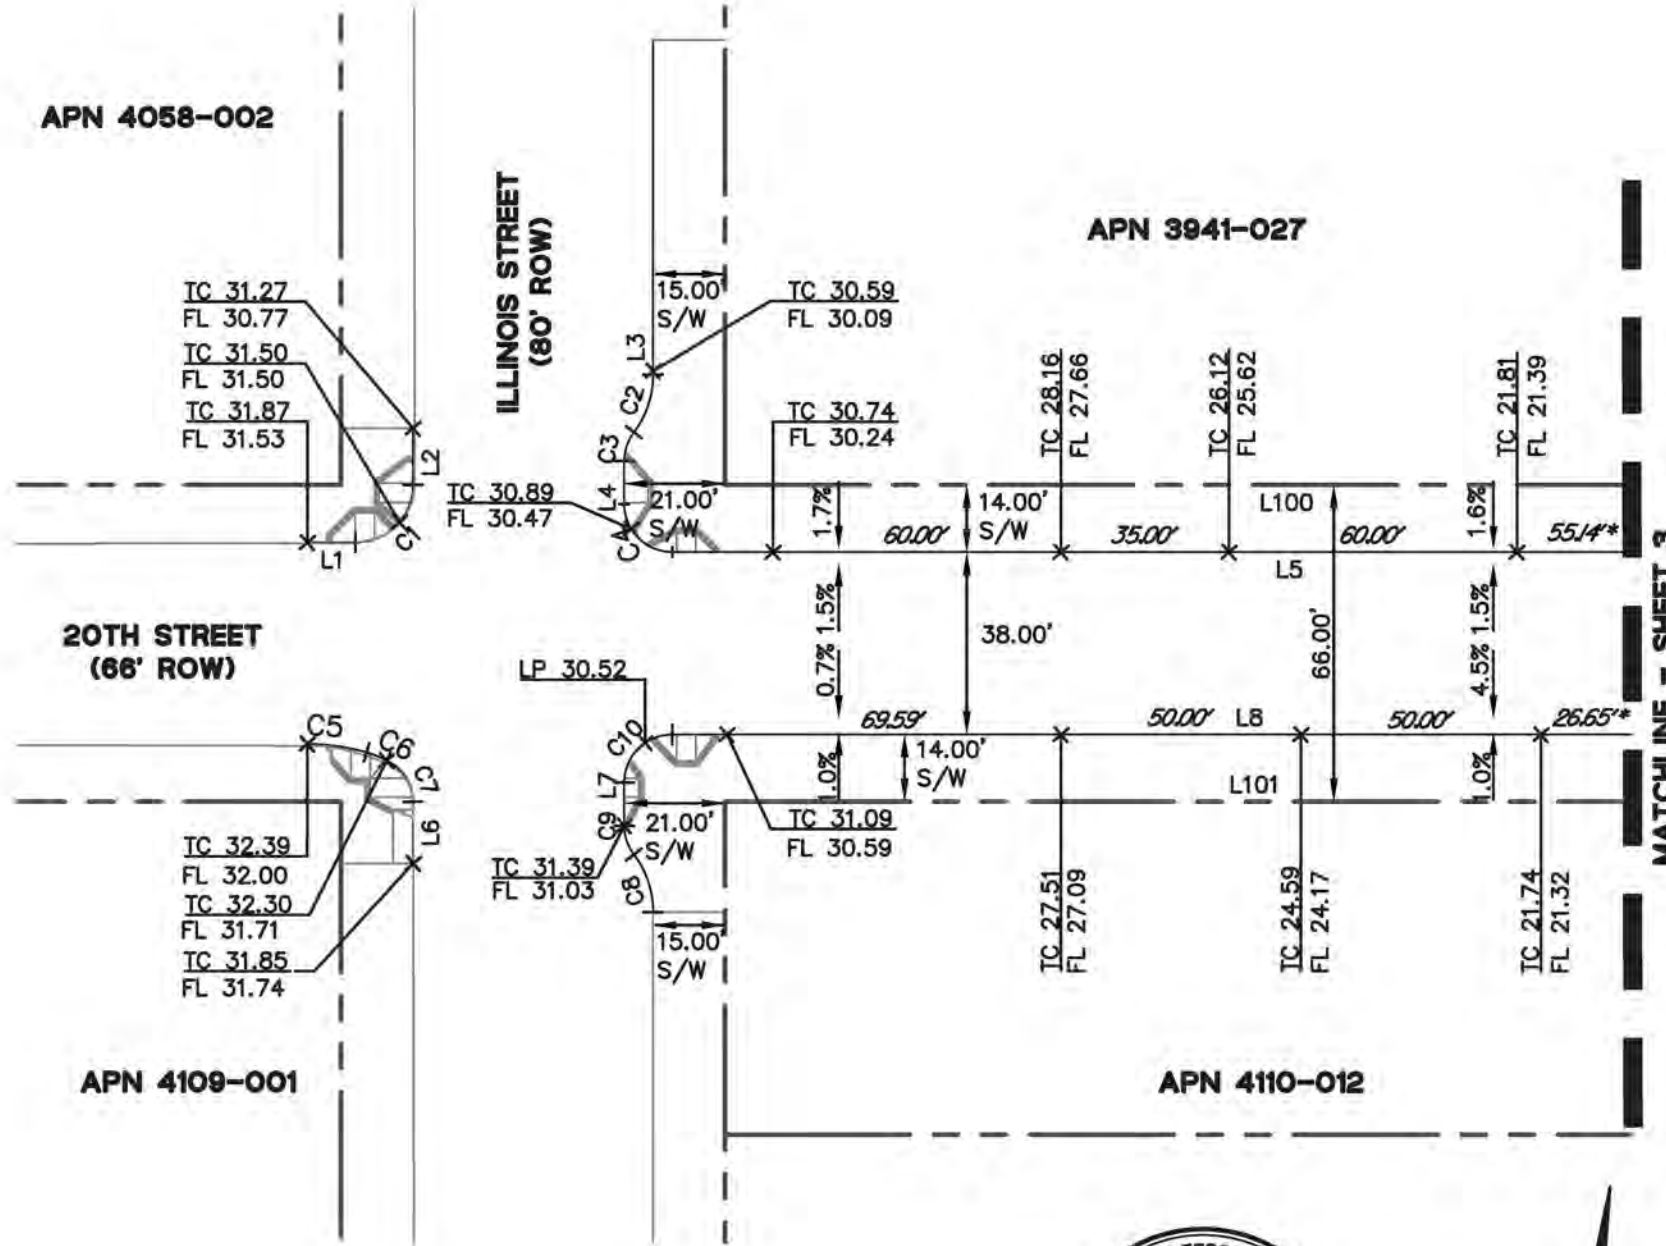 APN 4058-002
ILLINOIS STREET
(80' ROW)
APN 3941-027
TC 31.27
FL 30.77
TC 31.50
FL 31.50
TC 31.87
FL 31.53
15.00'
S/W
L3
TC 30.59
FL 30.09
C2
TC 30.74
FL 30.24
C3
L2
L4
TC 30.89
FL 30.47
21.00'
S/W
C4
C1
L1
TC 28.16
FL 27.66
TC 26.12
FL 25.62
TC 21.81
FL 21.39
1.7%
14.00'
S/W
L100
1.6%
60.00'
35.00'
60.00'
55.14'*
L5
20TH STREET
(66' ROW)
1.5%
0.7%
38.00'
66.00'
1.5%
4.5%
MATCHLINE - SHEET 3
LP 30.52
C5
C6
C7
L6
C10
L7
C9
C8
69.59'
50.00'
L8
50.00'
26.65'*
14.00'
S/W
1.0%
L101
1.0%
21.00'
S/W
TC 31.09
FL 30.59
TC 32.39
FL 32.00
TC 32.30
FL 31.71
TC 31.85
FL 31.74
TC 31.39
FL 31.03
15.00'
S/W
TC 27.51
FL 27.09
TC 24.59
FL 24.17
TC 21.74
FL 21.32
APN 4109-001
APN 4110-012